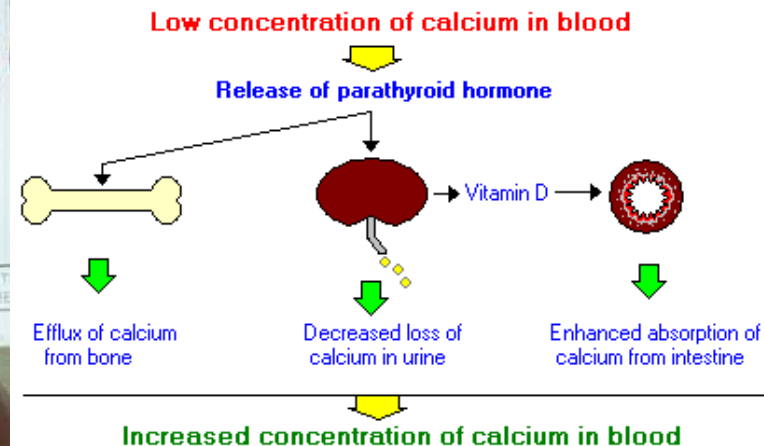 Low concentration of calcium in blood
Release of parathyroid hormone
Vitamin D
Efflux of calcium
from bone
Decreased loss of
calcium in urine
Enhanced absorption of
calcium from intestine
Increased concentration of calcium in blood